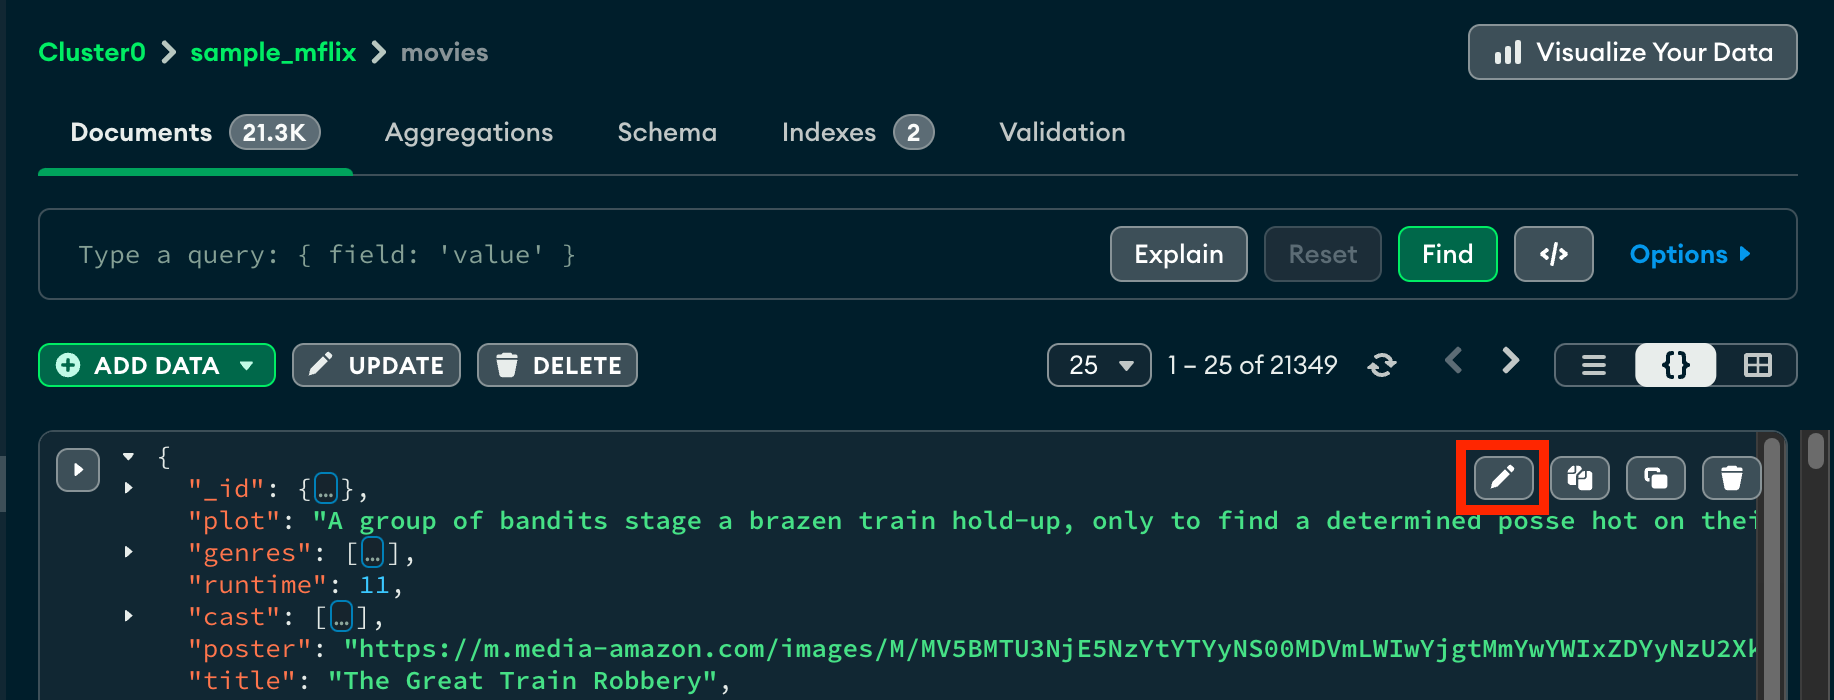 Cluster0 > sample_mflix > movies
Visualize Your Data
Documents 21.3K Aggregations Schema Indexes 2 Validation
Type a query: { field: 'value' }
Explain Reset Find </> Options
ADD DATA UPDATE DELETE 25 1 – 25 of 21349 {}
{
"_id": {…},
"plot": "A group of bandits stage a brazen train hold-up, only to find a determined posse hot on thei
"genres": […],
"runtime": 11,
"cast": […],
"poster": "https://m.media-amazon.com/images/M/MV5BMTU3NjE5NzYtYTYyNS00MDVmLWIwYjgtMmYwYWIxZDYyNzU2Xk
"title": "The Great Train Robbery",